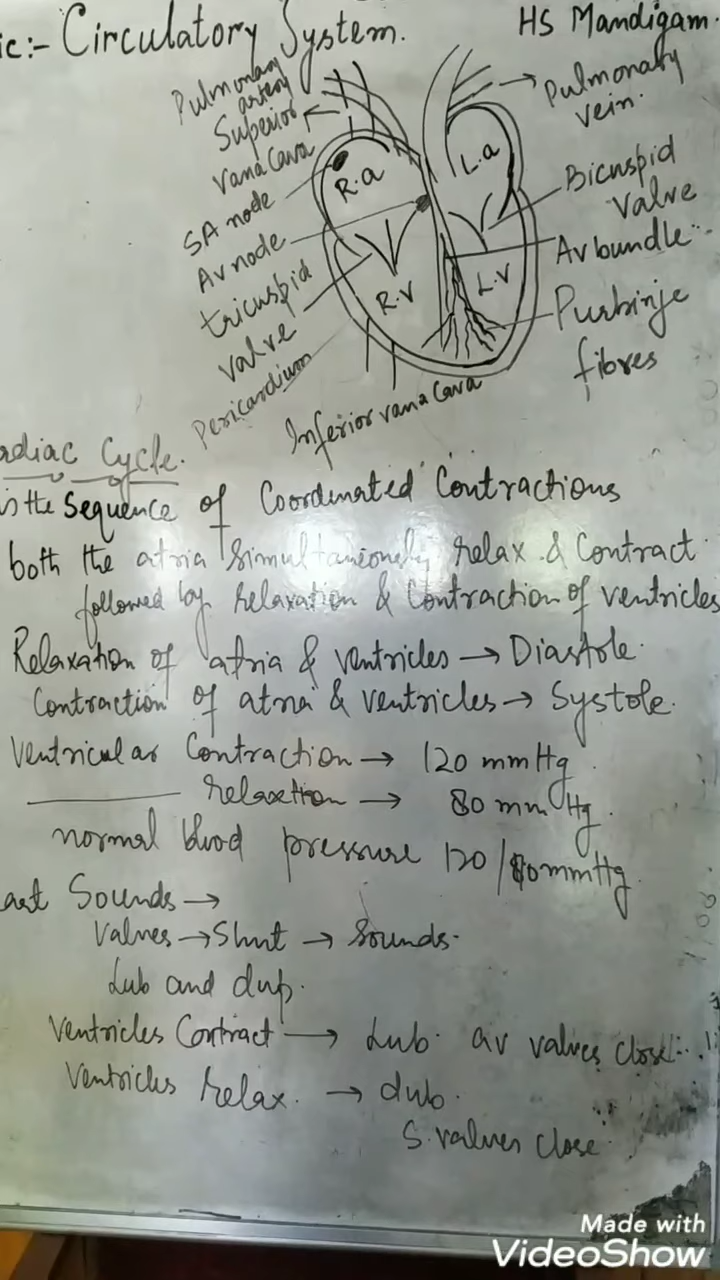 ic:- Circulatory System.
HS Mandigam.
Pulmonary
artery
Superior
vana Cava
SA node
Av node
tricuspid
valve
Pericardium
R.a
L.a
R.v
L.v
Pulmonary
vein.
Bicuspid
valve
Av bundle
Purbinje
fibres
Inferior vana Cava
ardiac Cycle.
is the Sequence of Coordinated Contractions
both the atria simultaneously relax & Contract
followed by relaxation & Contraction of ventricles
Relaxation of atria & ventricles → Diastole.
Contraction of atria & ventricles → Systole.
Ventricular Contraction → 120 mmHg.
relaxation → 80 mm Hg.
normal blood pressure 120/80mmHg.
art Sounds →
Valves → Shut → Sounds.
Lub and dup.
Ventricles Contract → Lub. av valves close
Ventricles relax. → dub.
S. valves close
Made with
VideoShow